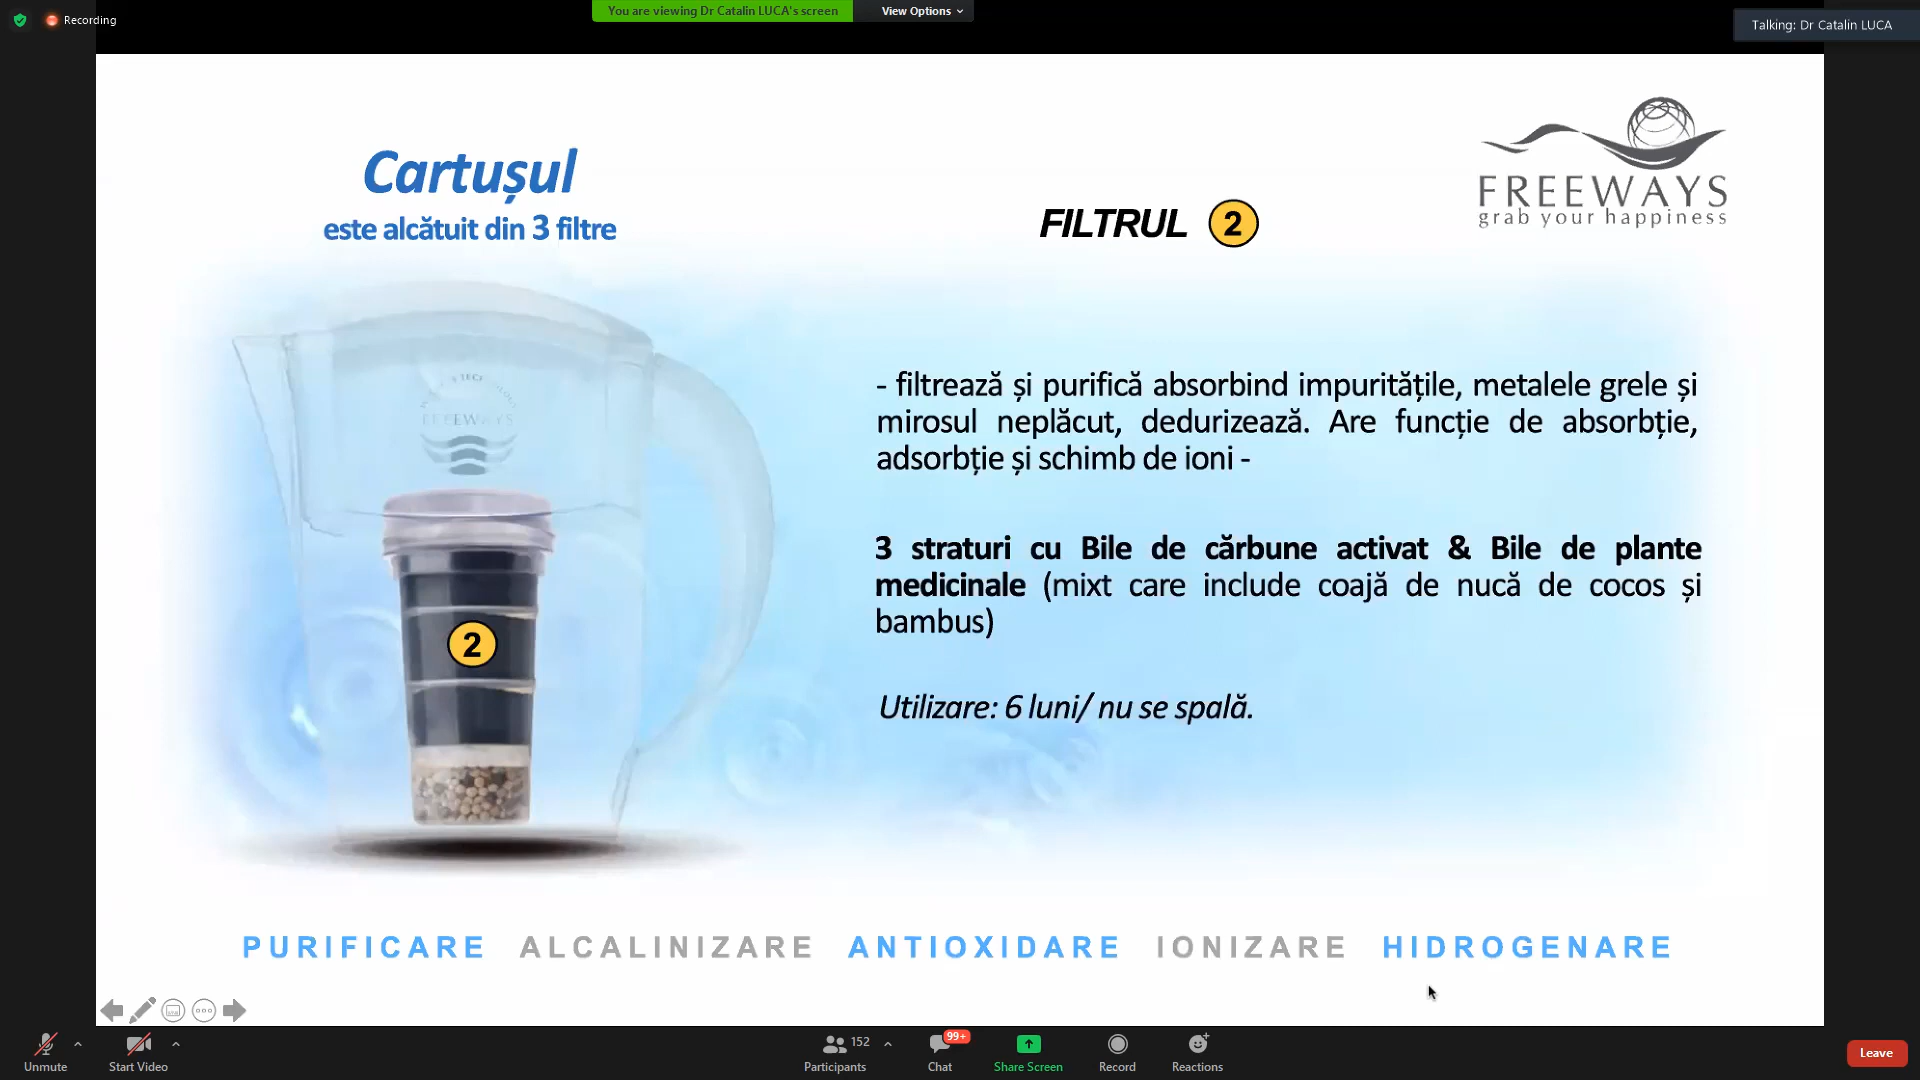 Recording
You are viewing Dr Catalin LUCA's screen
View Options
Talking: Dr Catalin LUCA
Cartușul
este alcătuit din 3 filtre
FILTRUL 2
FREEWAYS
grab your happiness
- filtrează și purifică absorbind impuritățile, metalele grele și
mirosul neplăcut, dedurizează. Are funcție de absorbție,
adsorbție și schimb de ioni -
3 straturi cu Bile de cărbune activat & Bile de plante
medicinale (mixt care include coajă de nucă de cocos și
bambus)
Utilizare: 6 luni/ nu se spală.
FREEWAYS
2
PURIFICARE ALCALINIZARE ANTIOXIDARE IONIZARE HIDROGENARE
Unmute
Start Video
152
Participants
99+
Chat
Share Screen
Record
Reactions
Leave